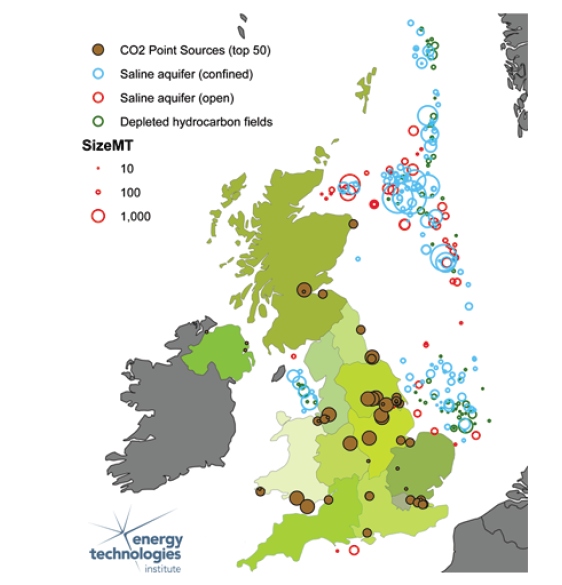 CO2 Point Sources (top 50)
Saline aquifer (confined)
Saline aquifer (open)
Depleted hydrocarbon fields
SizeMT
10
100
1,000
energy
technologies
institute